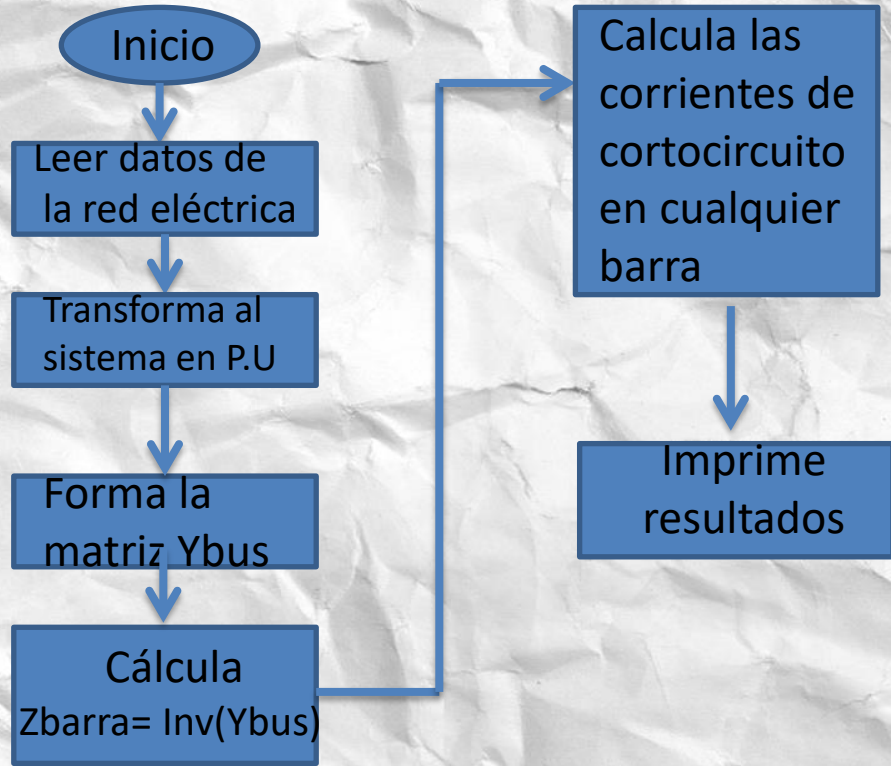 Inicio
Leer datos de
la red eléctrica
Transforma al
sistema en P.U
Forma la
matriz Ybus
Cálcula
Zbarra= Inv(Ybus)
Calcula las
corrientes de
cortocircuito
en cualquier
barra
Imprime
resultados